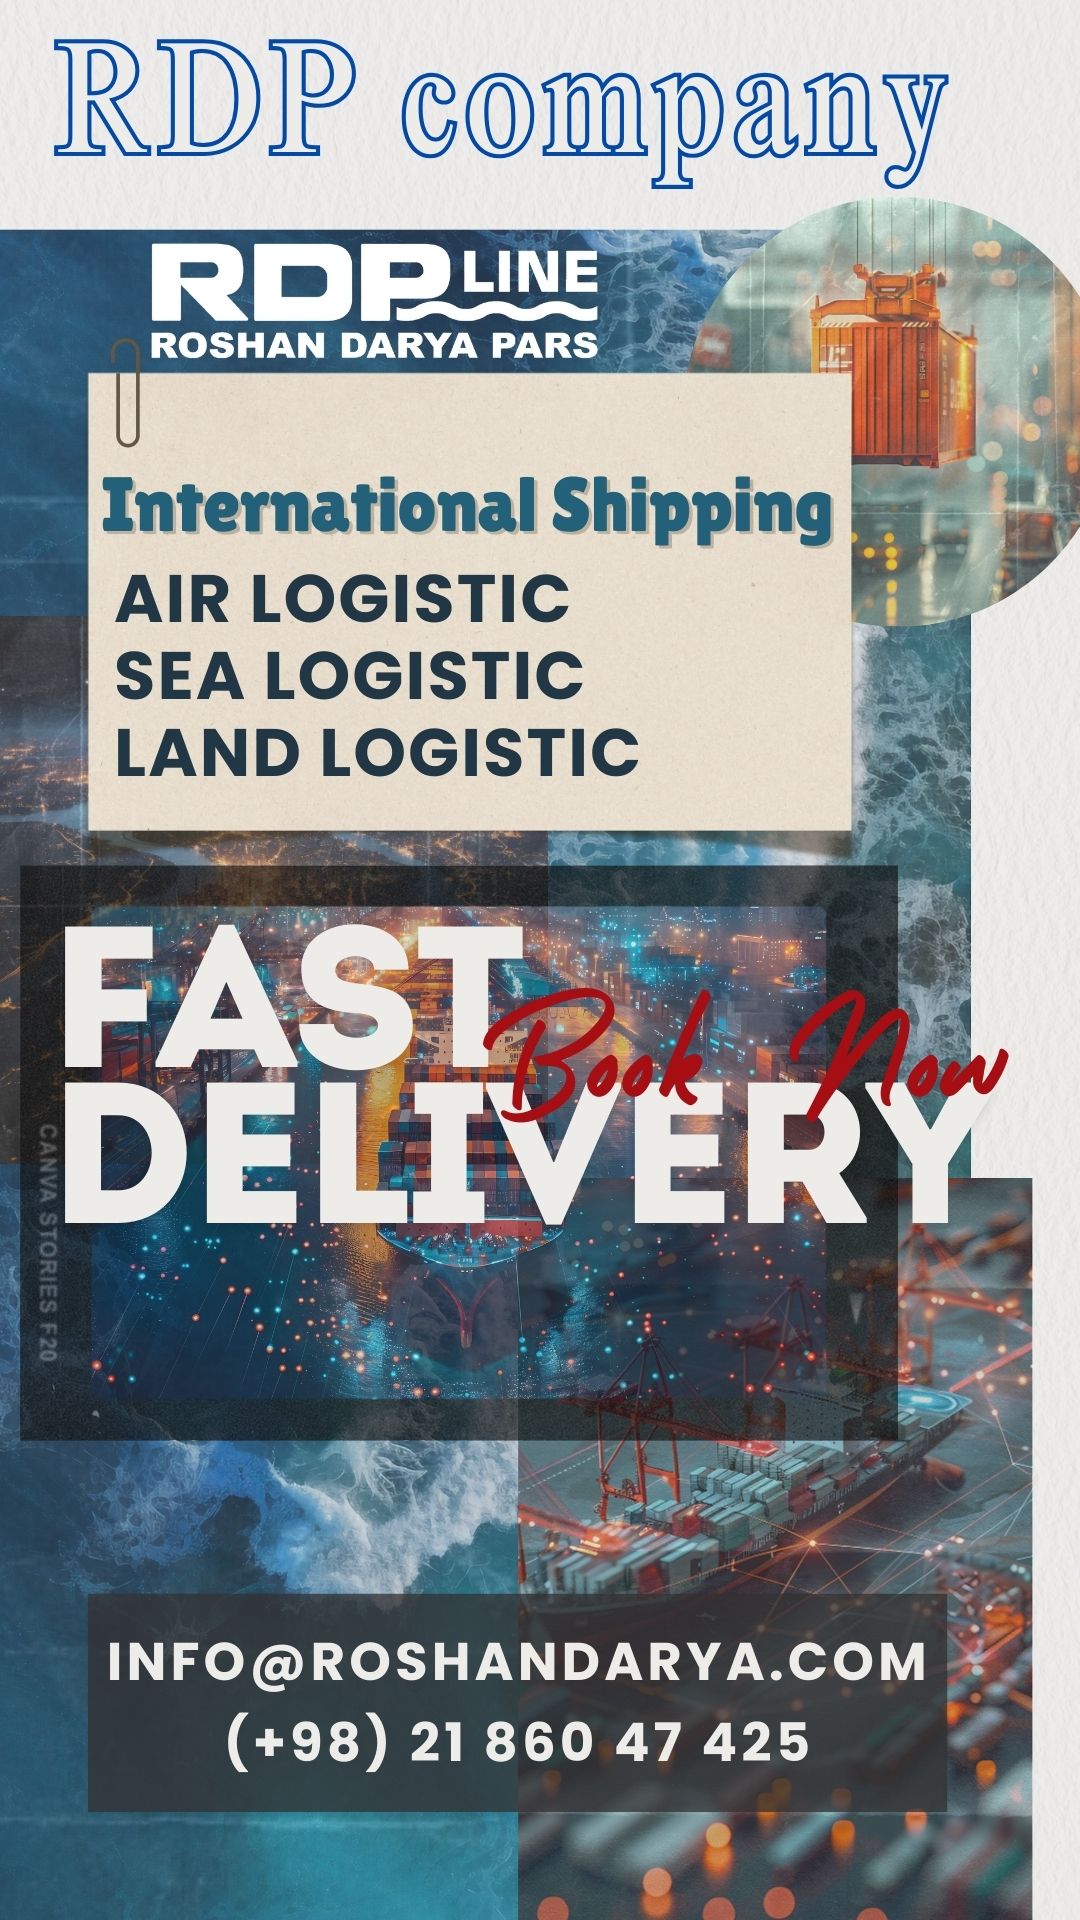 RDP company
RDP LINE
ROSHAN DARYA PARS
International Shipping
AIR LOGISTIC
SEA LOGISTIC
LAND LOGISTIC
FAST
Book Now
DELIVERY
CANVA STORIES F20
INFO@ROSHANDARYA.COM
(+98) 21 860 47 425